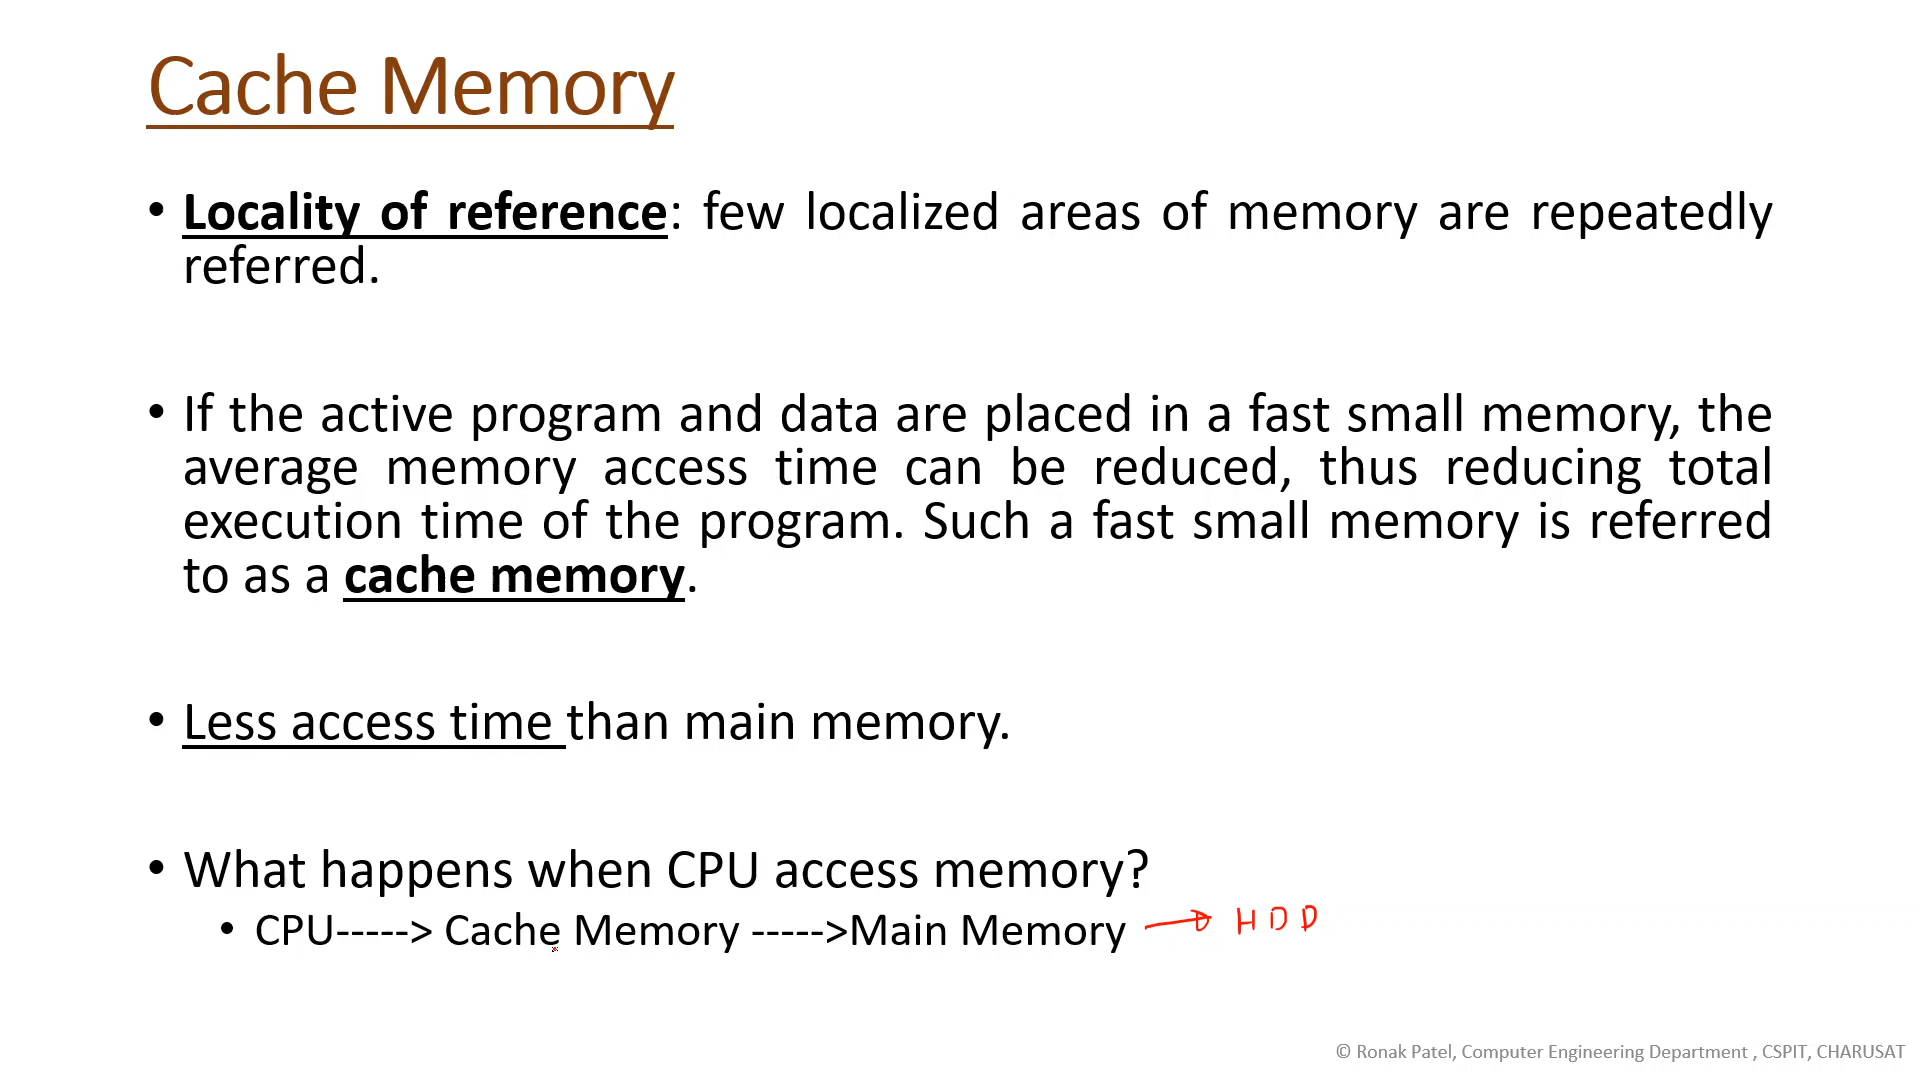 Cache Memory
• Locality of reference: few localized areas of memory are repeatedly
referred.
• If the active program and data are placed in a fast small memory, the
average memory access time can be reduced, thus reducing total
execution time of the program. Such a fast small memory is referred
to as a cache memory.
• Less access time than main memory.
• What happens when CPU access memory?
• CPU-----> Cache Memory ----->Main Memory → HDD
© Ronak Patel, Computer Engineering Department , CSPIT, CHARUSAT